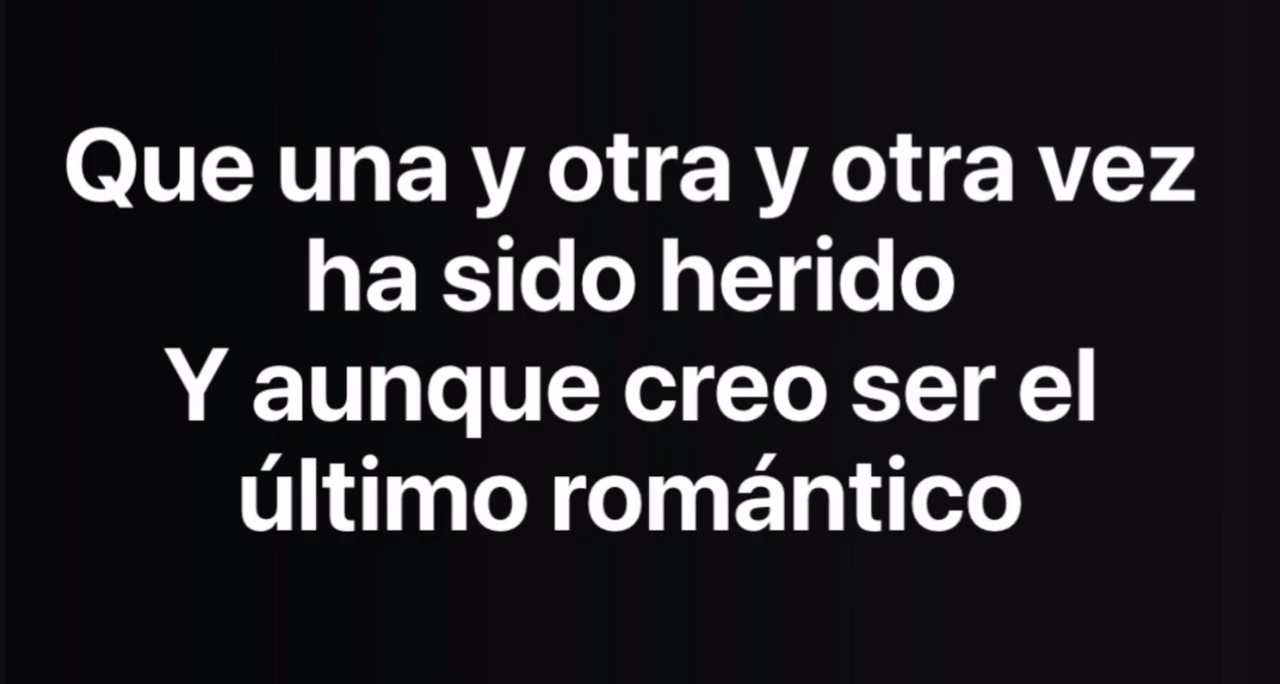 Que una y otra y otra vez
ha sido herido
Y aunque creo ser el
último romántico